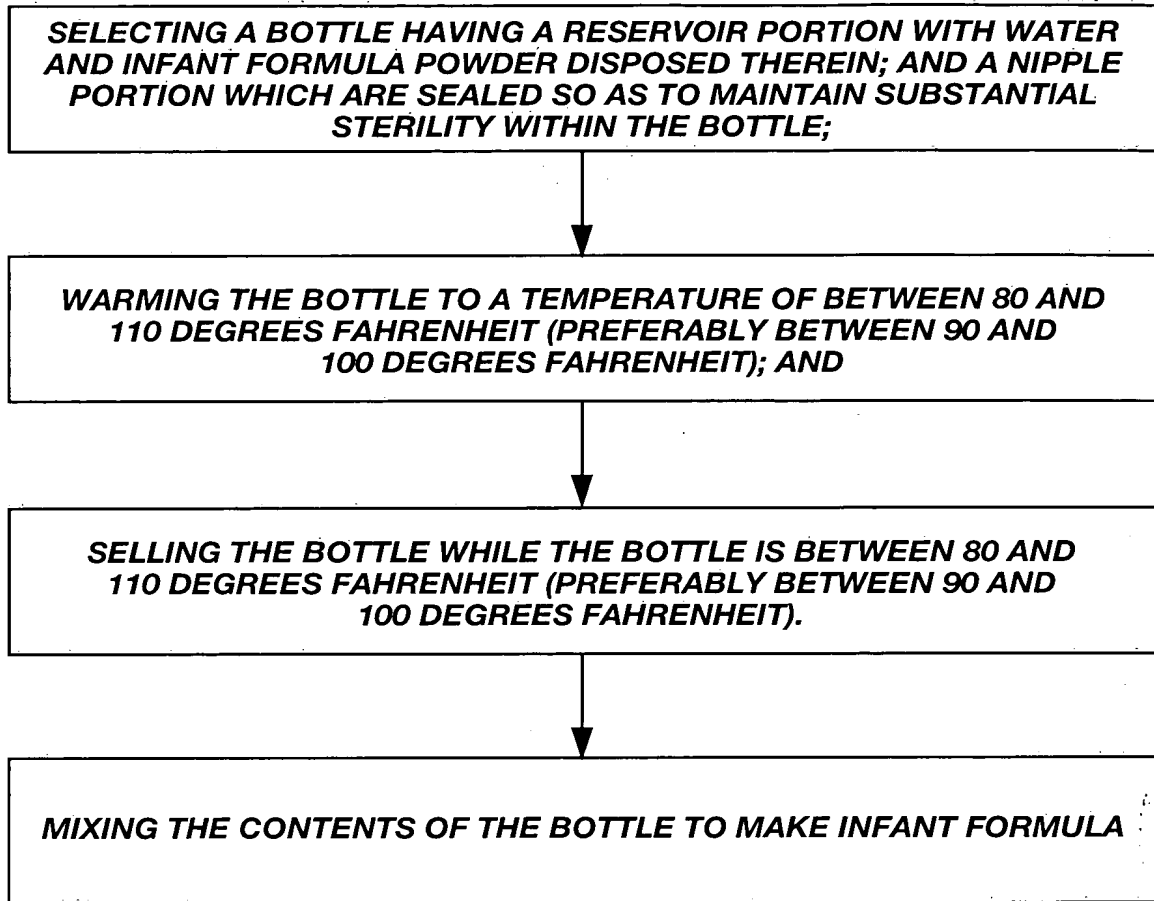 SELECTING A BOTTLE HAVING A RESERVOIR PORTION WITH WATER
AND INFANT FORMULA POWDER DISPOSED THEREIN; AND A NIPPLE
PORTION WHICH ARE SEALED SO AS TO MAINTAIN SUBSTANTIAL
STERILITY WITHIN THE BOTTLE;
WARMING THE BOTTLE TO A TEMPERATURE OF BETWEEN 80 AND
110 DEGREES FAHRENHEIT (PREFERABLY BETWEEN 90 AND
100 DEGREES FAHRENHEIT); AND
SELLING THE BOTTLE WHILE THE BOTTLE IS BETWEEN 80 AND
110 DEGREES FAHRENHEIT (PREFERABLY BETWEEN 90 AND
100 DEGREES FAHRENHEIT).
MIXING THE CONTENTS OF THE BOTTLE TO MAKE INFANT FORMULA